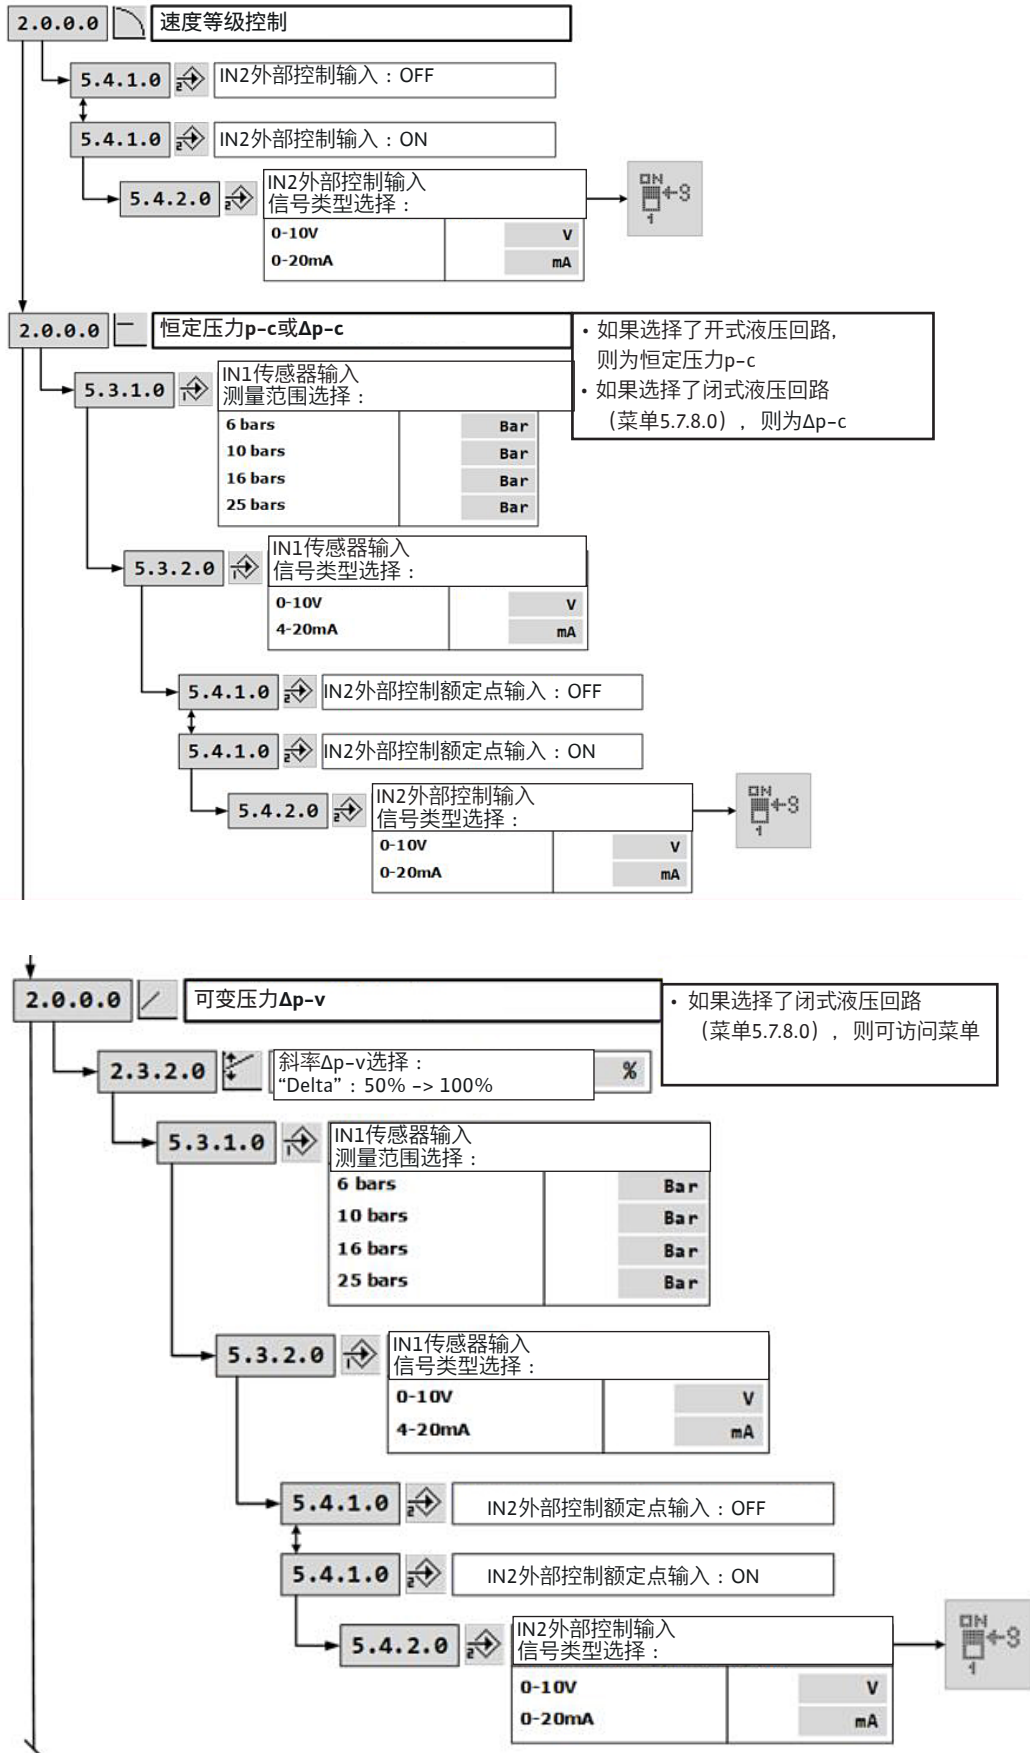 2.0.0.0 速度等级控制
5.4.1.0 2 IN2外部控制输入：OFF
5.4.1.0 2 IN2外部控制输入：ON
5.4.2.0 2 IN2外部控制输入
信号类型选择：
0-10V V
0-20mA mA
ON
1
2.0.0.0 恒定压力p-c或Δp-c
• 如果选择了开式液压回路,
则为恒定压力p-c
• 如果选择了闭式液压回路
（菜单5.7.8.0），则为Δp-c
5.3.1.0 1 IN1传感器输入
测量范围选择：
6 bars Bar
10 bars Bar
16 bars Bar
25 bars Bar
5.3.2.0 1 IN1传感器输入
信号类型选择：
0-10V V
4-20mA mA
5.4.1.0 2 IN2外部控制额定点输入：OFF
5.4.1.0 2 IN2外部控制额定点输入：ON
5.4.2.0 2 IN2外部控制输入
信号类型选择：
0-10V V
0-20mA mA
ON
1
2.0.0.0 可变压力Δp-v
• 如果选择了闭式液压回路
（菜单5.7.8.0），则可访问菜单
2.3.2.0 斜率Δp-v选择：
“Delta”：50% -> 100% %
5.3.1.0 1 IN1传感器输入
测量范围选择：
6 bars Bar
10 bars Bar
16 bars Bar
25 bars Bar
5.3.2.0 1 IN1传感器输入
信号类型选择：
0-10V V
4-20mA mA
5.4.1.0 2 IN2外部控制额定点输入：OFF
5.4.1.0 2 IN2外部控制额定点输入：ON
5.4.2.0 2 IN2外部控制输入
信号类型选择：
0-10V V
0-20mA mA
ON
1